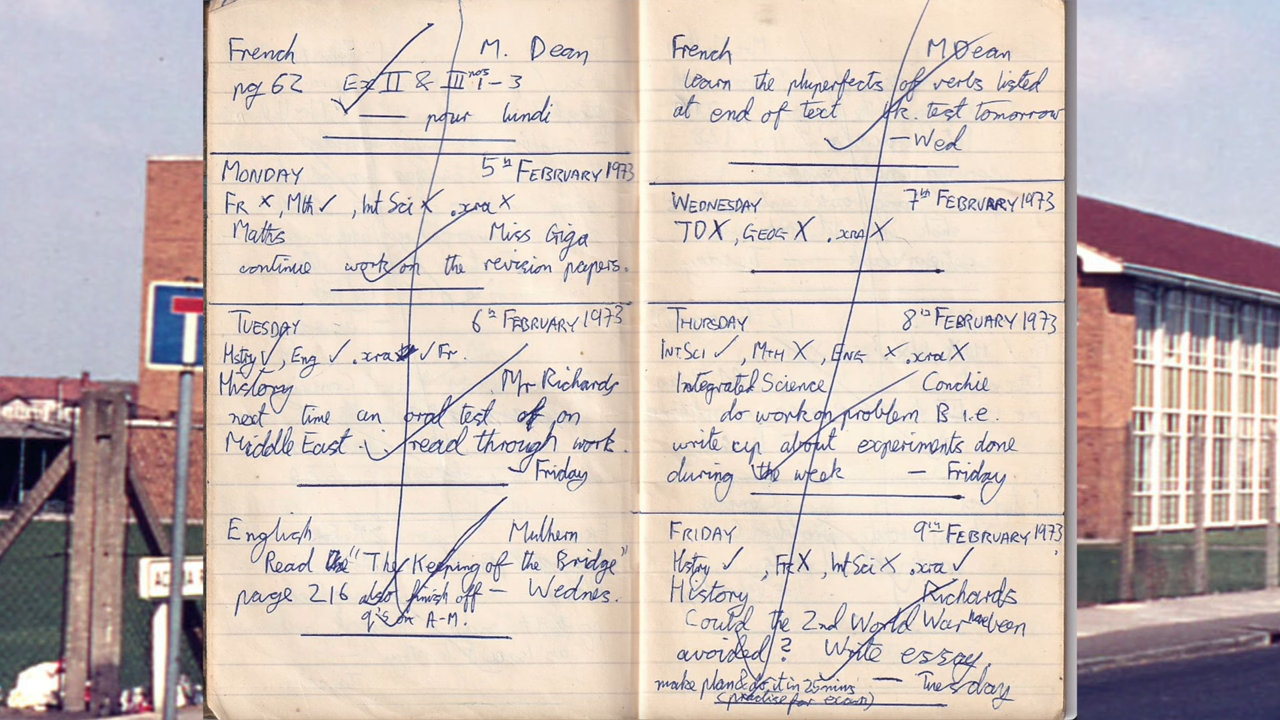 French M. Dean
pg 62 Ex II & III nos 1-3
— pour lundi
MONDAY 5th FEBRUARY 1973
FR X, Mth ✓, Int Sci X .xra X
Maths Miss Giga
continue work on the revision papers.
TUESDAY 6th FEBRUARY 1973
Hstry ✓, Eng ✓ .xra ✓ Fr.
History Mr Richards
next time an oral test on
Middle East. read through work.
— Friday
English Mulhern
Read "The Keeping of the Bridge"
page 216 also finish off — Wednes.
q's on A-M.
French M Dean
learn the pluperfects of verbs listed
at end of text test tomorrow
— Wed
WEDNESDAY 7th FEBRUARY 1973
TD X, GEOG X .xra X
THURSDAY 8th FEBRUARY 1973
INT SCI ✓, MTH X, ENG X .xra X
Integrated Science Conchie
do work on problem B i.e.
write up about experiments done
during the week — Friday
FRIDAY 9th FEBRUARY 1973
Hstry ✓, Fr X, Int Sci X .xra ✓
History Richards
Could the 2nd World War have been
avoided? Write essay.
make plan & do it in 25 mins — Tuesday
(practise for exam)